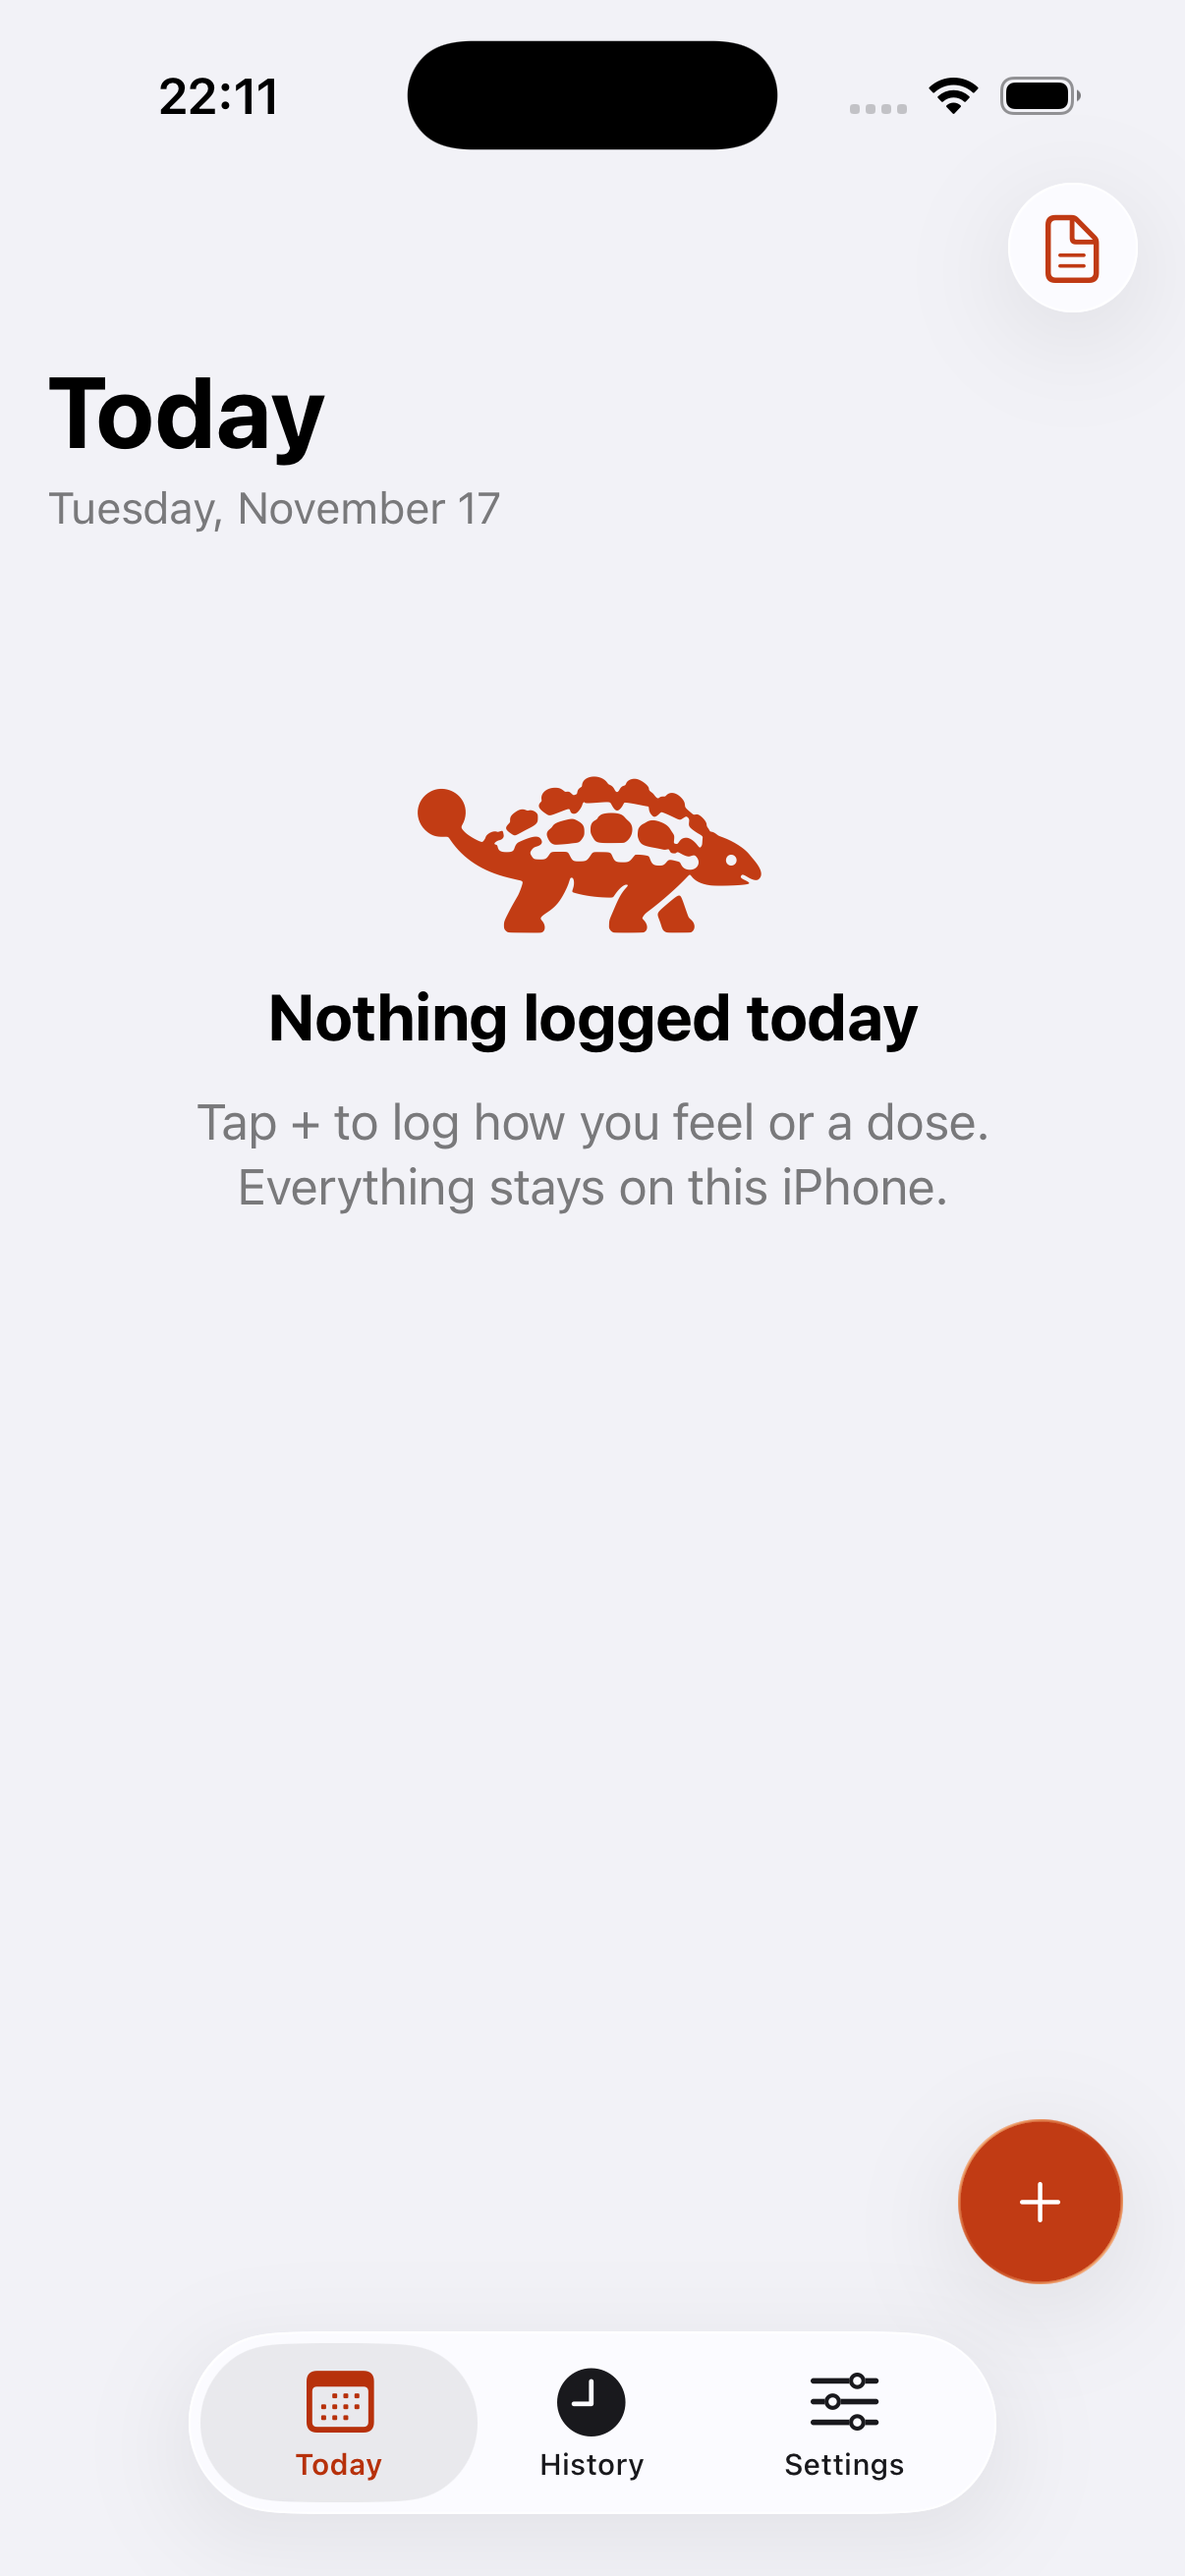 22:11
Today
Tuesday, November 17
Nothing logged today
Tap + to log how you feel or a dose.
Everything stays on this iPhone.
Today
History
Settings